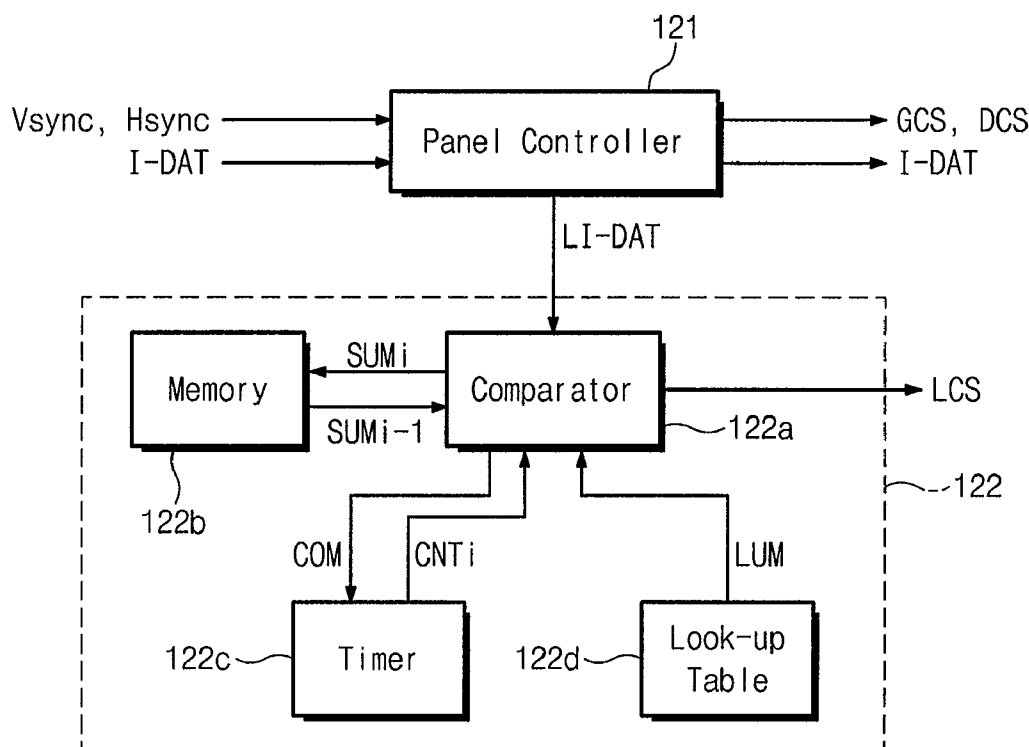 121
Vsync, Hsync
I-DAT
Panel Controller
GCS, DCS
I-DAT
LI-DAT
Memory
SUMi
SUMi-1
Comparator
LCS
122a
122
122b
COM
CNTi
LUM
122c
Timer
122d
Look-up
Table